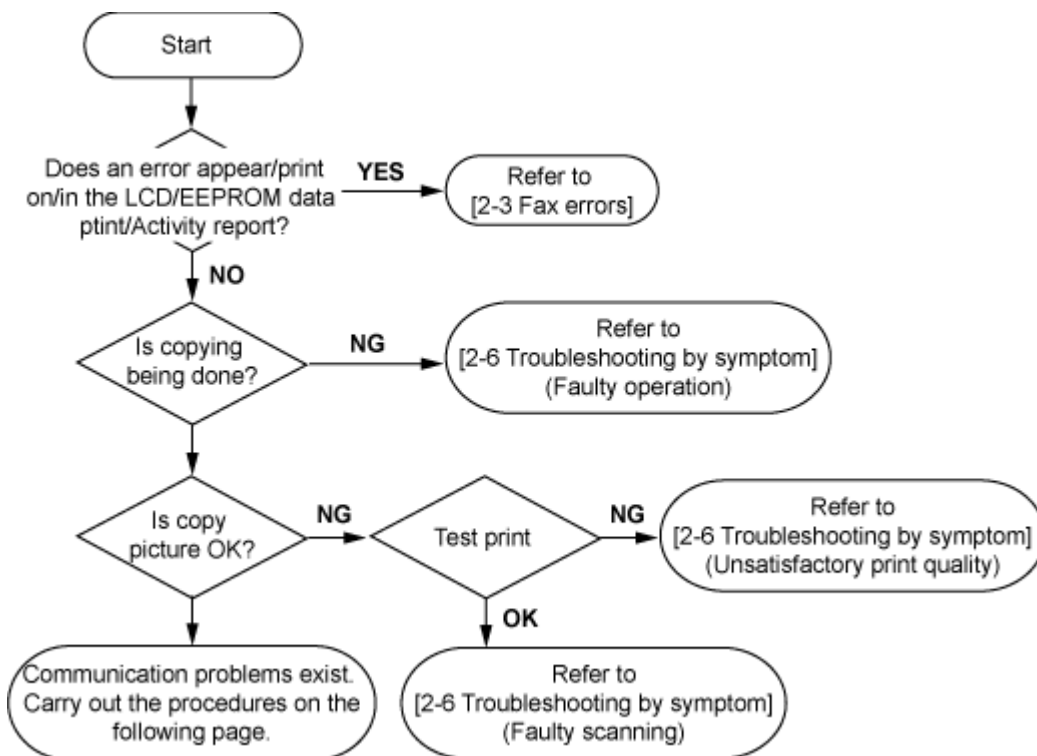 Start
Does an error appear/print
on/in the LCD/EEPROM data
ptint/Activity report?
YES
Refer to
[2-3 Fax errors]
NO
Is copying
being done?
NG
Refer to
[2-6 Troubleshooting by symptom]
(Faulty operation)
Is copy
picture OK?
NG
Test print
NG
Refer to
[2-6 Troubleshooting by symptom]
(Unsatisfactory print quality)
OK
Communication problems exist.
Carry out the procedures on the
following page.
Refer to
[2-6 Troubleshooting by symptom]
(Faulty scanning)